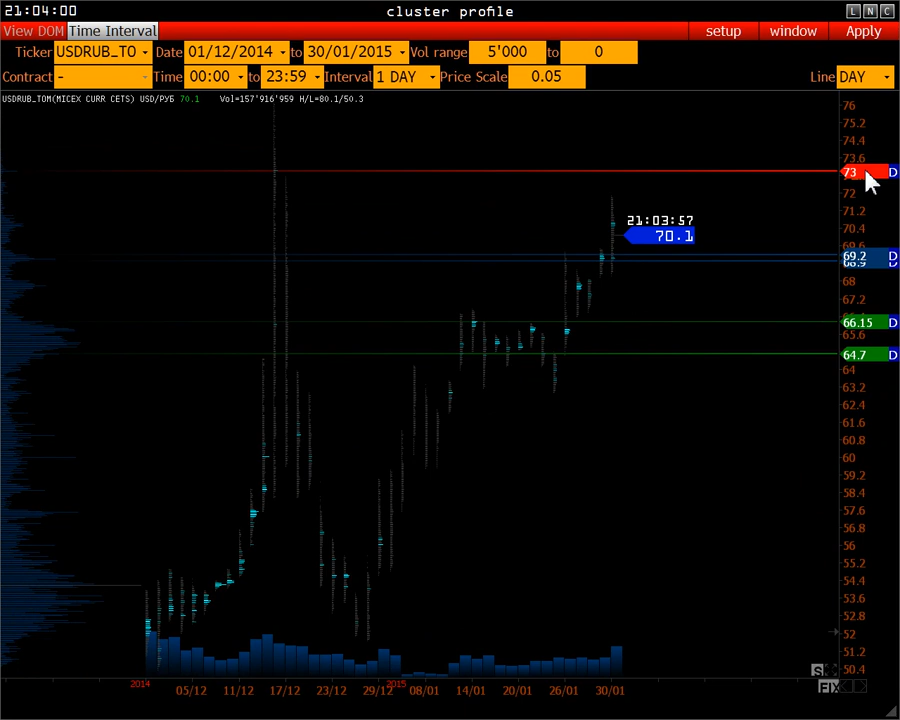 21:04:00
cluster profile
L N C
View DOM Time Interval
setup window Apply
Ticker USDRUB_TO Date 01/12/2014 to 30/01/2015 Vol range 5'000 to 0
Contract - Time 00:00 to 23:59 Interval 1 DAY Price Scale 0.05 Line DAY
USDRUB_TOM(MICEX CURR CETS) USD/РУБ 70.1 Vol=157'916'959 H/L=80.1/50.3
76
75.2
74.4
73.6
73 D
72
71.2
21:03:57
70.4
70.1
69.6
69.2 D
68.9 D
68
67.2
66.15 D
65.6
64.7 D
64
63.2
62.4
61.6
60.8
60
59.2
58.4
57.6
56.8
56
55.2
54.4
53.6
52.8
52
51.2
50.4
S
FIX
2014 2015
05/12 11/12 17/12 23/12 29/12 08/01 14/01 20/01 26/01 30/01